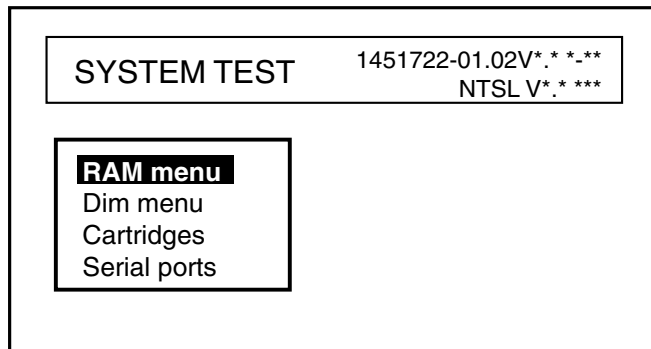 SYSTEM TEST
1451722-01.02V*.* *-**
NTSL V*.* ***
RAM menu
Dim menu
Cartridges
Serial ports